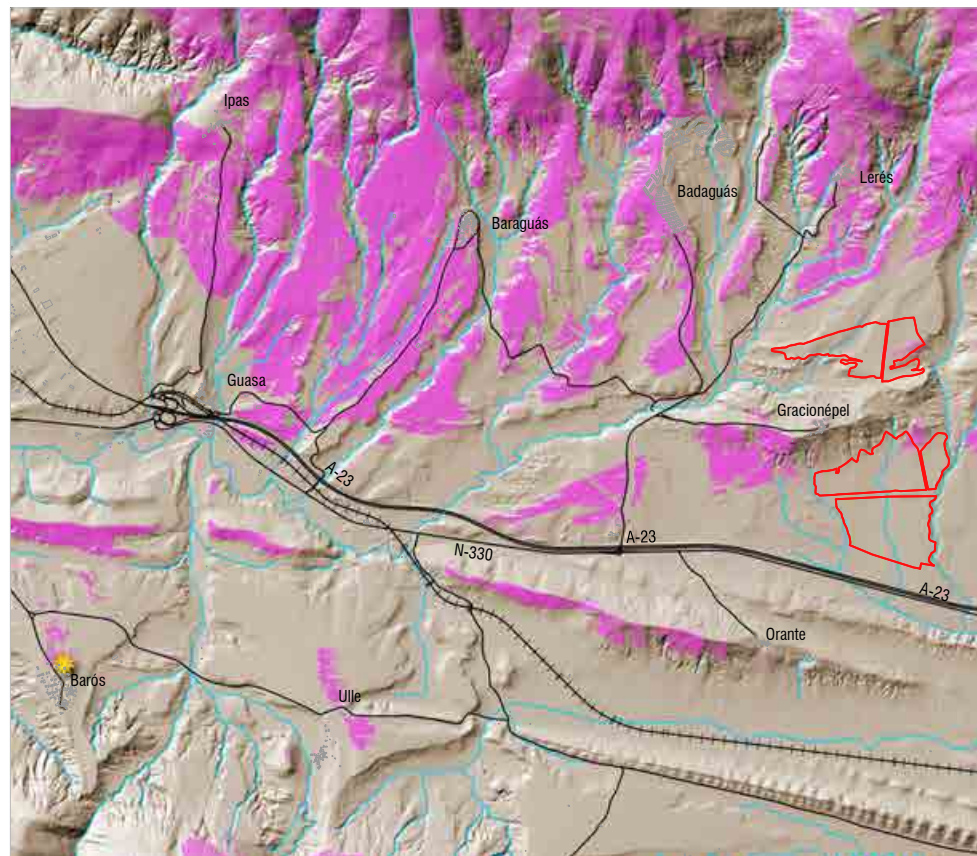 Ipas
Lerés
Badaguás
Baraguás
Guasa
Gracionépel
A-23
A-23
N-330
A-23
Orante
Barós
Ulle